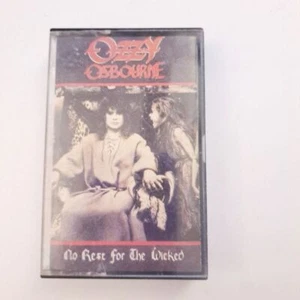 OZZY
OSBOURNE
No Rest for The Wicked